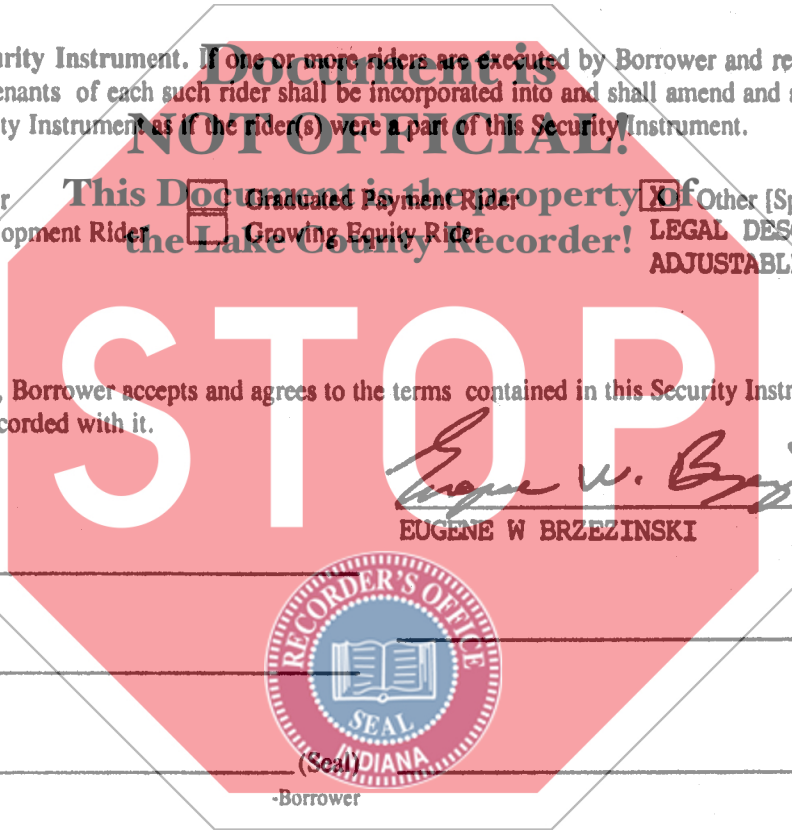 urity Instrument. If one or more riders are executed by Borrower and re
enants of each such rider shall be incorporated into and shall amend and s
ty Instrument as if the rider(s) were a part of this Security Instrument.
Document is
NOT OFFICIAL!
This Document is the property of
the Lake County Recorder!
r Graduated Payment Rider X Other [Sp
opment Rider Growing Equity Rider LEGAL DESC
ADJUSTABL
STOP
, Borrower accepts and agrees to the terms contained in this Security Instr
corded with it.
Eugene W.
EUGENE W BRZEZINSKI
RECORDER'S OFFICE
SEAL
INDIANA
(Seal)
-Borrower